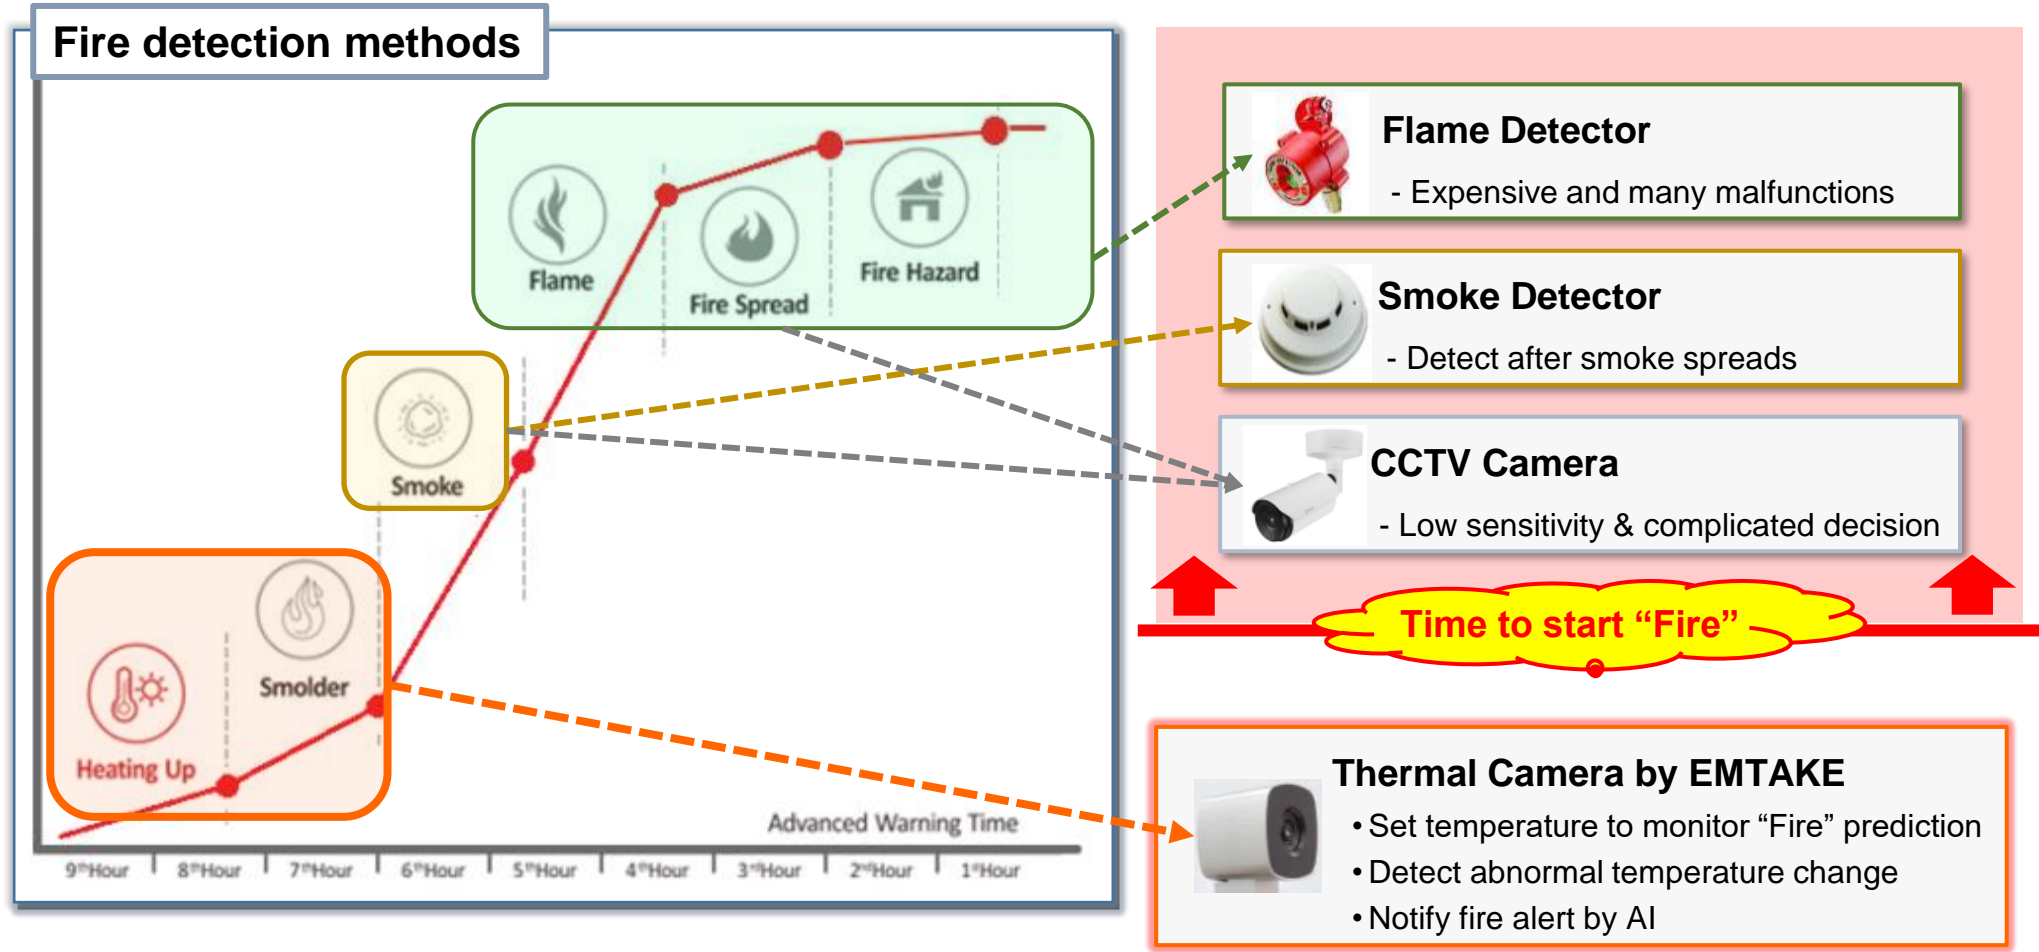 Fire detection methods
Flame
Fire Spread
Fire Hazard
Smoke
Smolder
Heating Up
Advanced Warning Time
9thHour
8thHour
7thHour
6thHour
5thHour
4thHour
3rdHour
2ndHour
1stHour
Flame Detector
- Expensive and many malfunctions
Smoke Detector
- Detect after smoke spreads
CCTV Camera
- Low sensitivity & complicated decision
Time to start “Fire”
Thermal Camera by EMTAKE
• Set temperature to monitor “Fire” prediction
• Detect abnormal temperature change
• Notify fire alert by AI